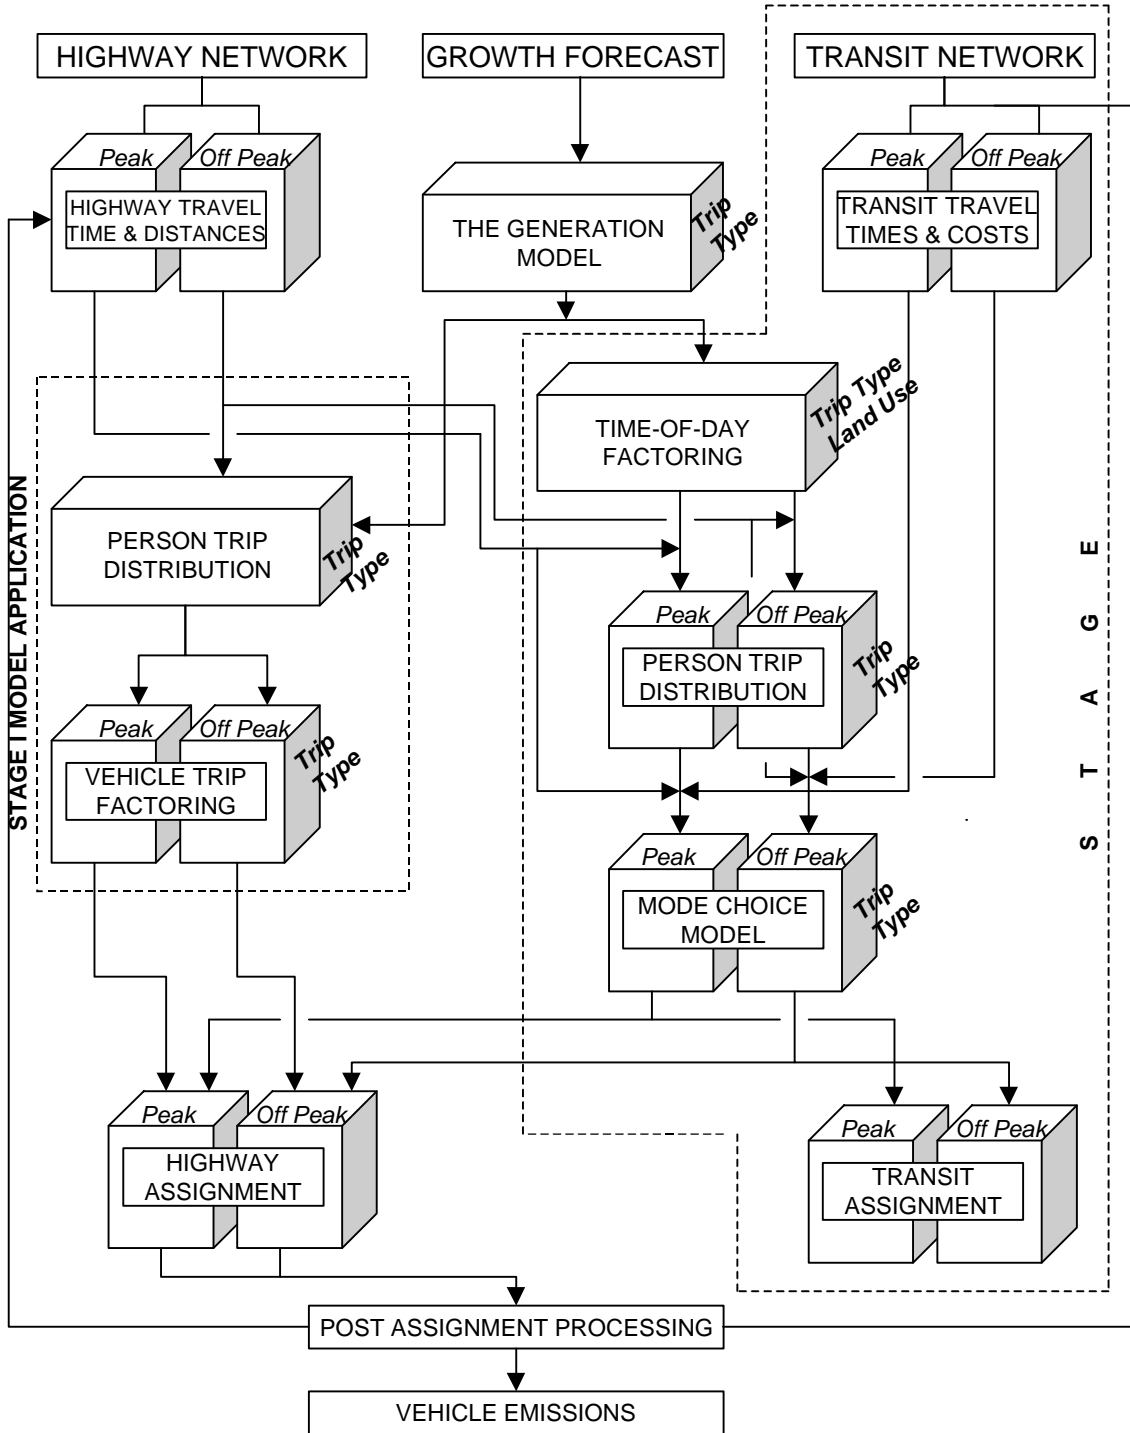 HIGHWAY NETWORK
GROWTH FORECAST
TRANSIT NETWORK
Peak
Off Peak
HIGHWAY TRAVEL
TIME & DISTANCES
THE GENERATION
MODEL
Trip
Type
Peak
Off Peak
TRANSIT TRAVEL
TIMES & COSTS
TIME-OF-DAY
FACTORING
Trip Type
Land Use
STAGE I MODEL APPLICATION
PERSON TRIP
DISTRIBUTION
Trip
Type
Peak
Off Peak
PERSON TRIP
DISTRIBUTION
Trip
Type
STAGE
Peak
Off Peak
VEHICLE TRIP
FACTORING
Trip
Type
Peak
Off Peak
MODE CHOICE
MODEL
Trip
Type
Peak
Off Peak
HIGHWAY
ASSIGNMENT
Peak
Off Peak
TRANSIT
ASSIGNMENT
POST ASSIGNMENT PROCESSING
VEHICLE EMISSIONS